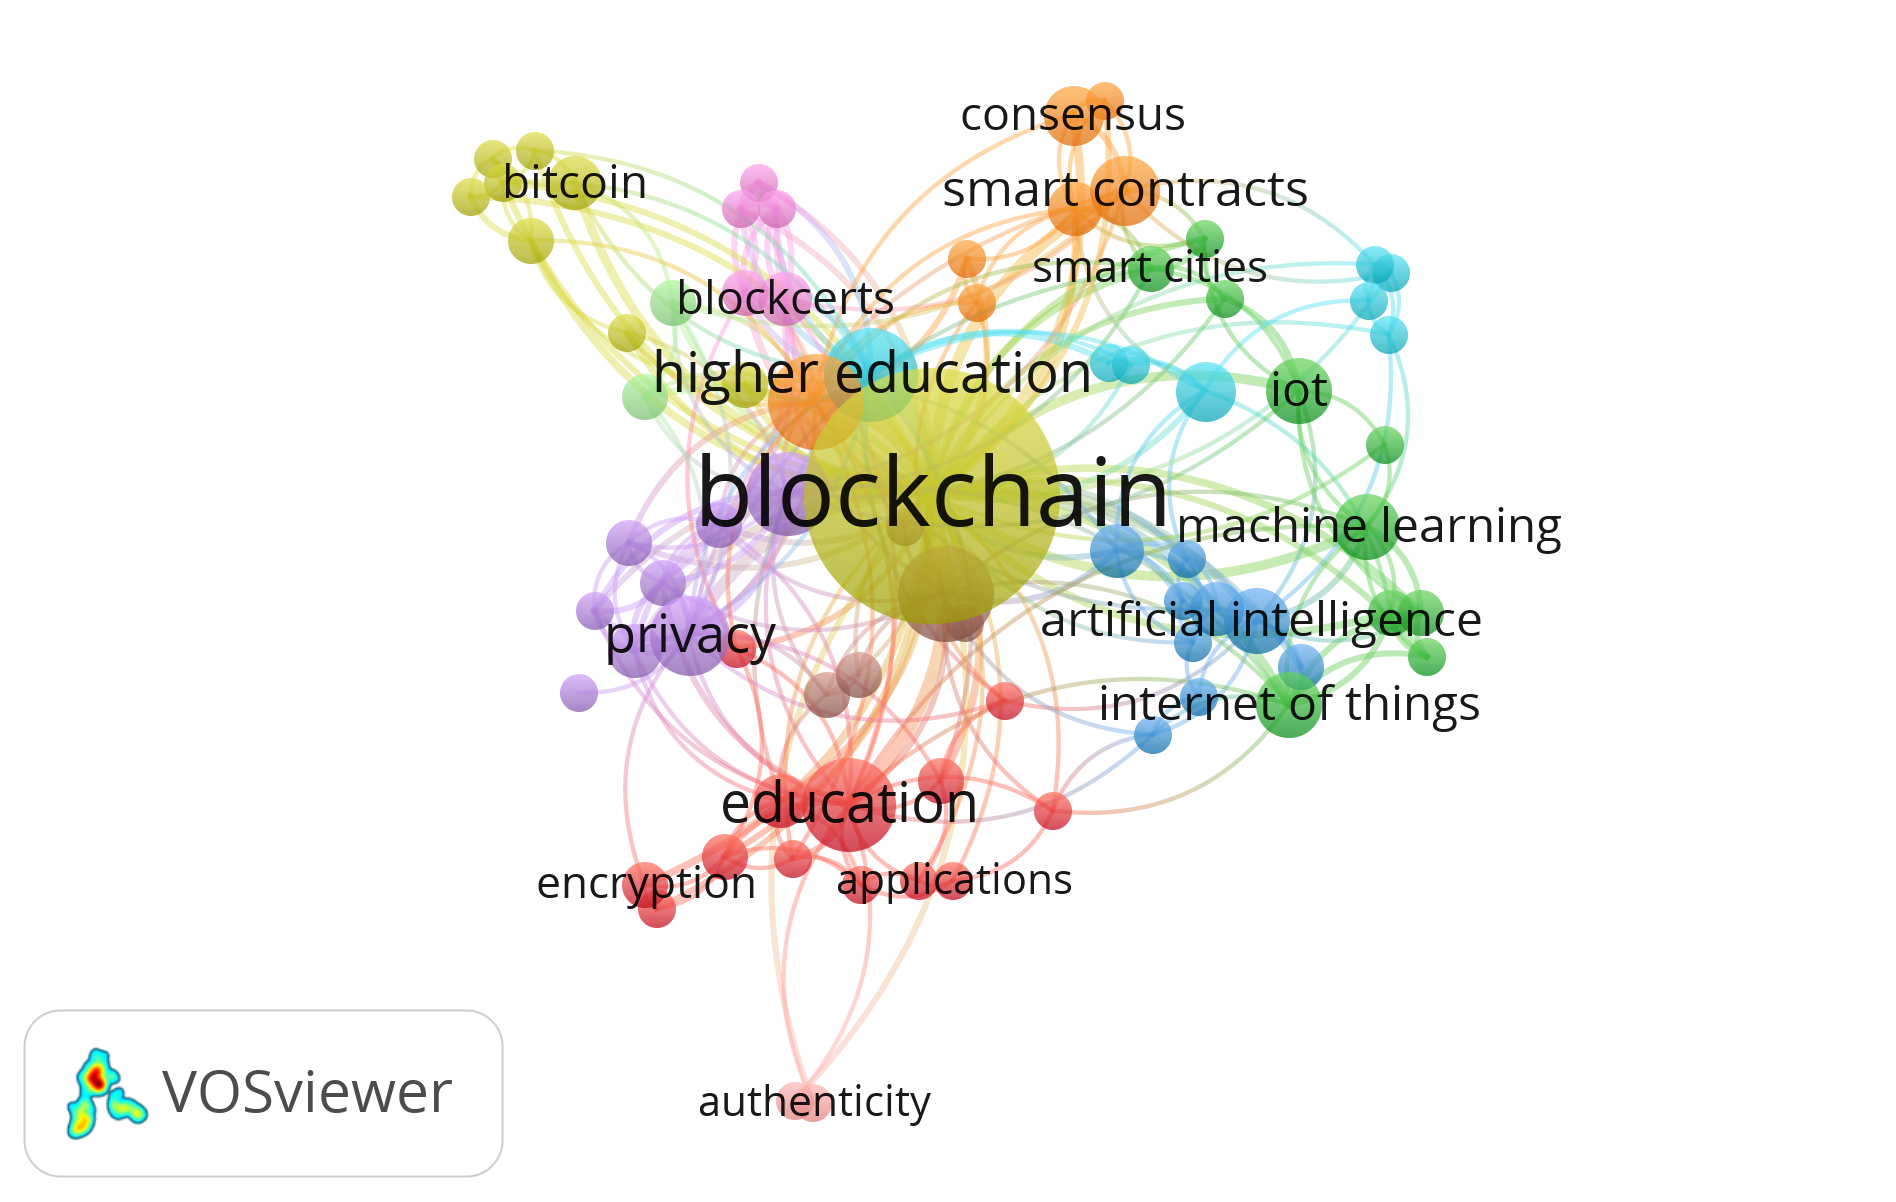 consensus
bitcoin
smart contracts
smart cities
blockcerts
higher education
iot
blockchain
machine learning
artificial intelligence
privacy
internet of things
education
encryption
applications
VOSviewer
authenticity